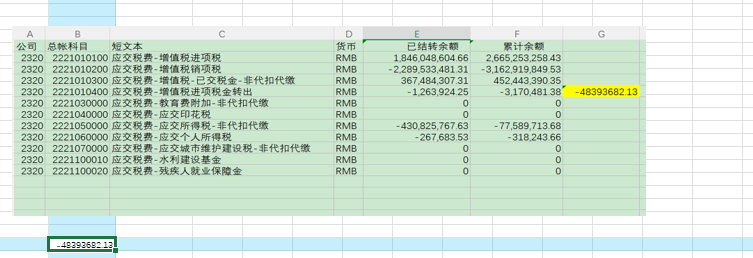 A B C D E F G
公司 总帐科目 短文本 货币 已结转余额 累计余额
2320 2221010100 应交税费-增值税进项税 RMB 1,846,048,604.66 2,665,253,258.43
2320 2221010200 应交税费-增值税销项税 RMB -2,289,533,481.31 -3,162,919,849.53
2320 2221010300 应交税费-增值税-已交税金-非代扣代缴 RMB 367,484,307.31 452,443,390.35
2320 2221010400 应交税费-增值税进项税金转出 RMB -1,263,924.25 -3,170,481.38 -48393682.13
2320 2221030000 应交税费-教育费附加-非代扣代缴 RMB 0 0
2320 2221040000 应交税费-应交印花税 RMB 0 0
2320 2221050000 应交税费-应交所得税-非代扣代缴 RMB -430,825,767.63 -77,589,713.68
2320 2221060000 应交税费-应交个人所得税 RMB -267,683.53 -318,243.66
2320 2221070000 应交税费-应交城市维护建设税-非代扣代缴 RMB 0 0
2320 2221100010 应交税费-水利建设基金 RMB 0 0
2320 2221100020 应交税费-残疾人就业保障金 RMB 0 0
-48393682.13